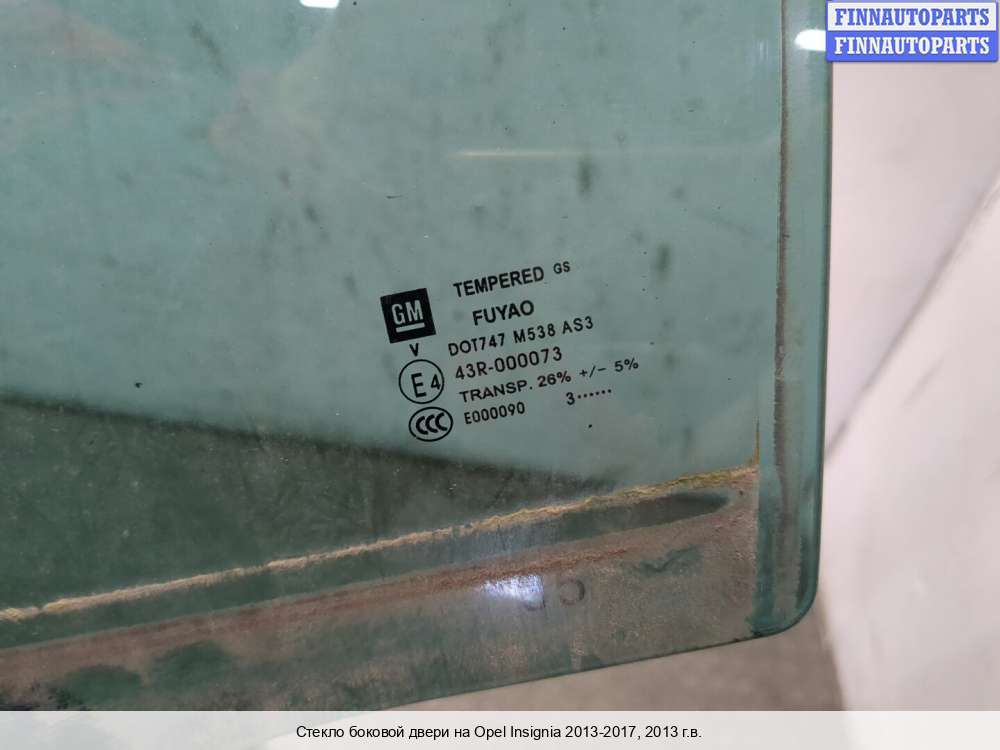 FINNAUTOPARTS
FINNAUTOPARTS
TEMPERED GS
GM
FUYAO
V
DOT747 M538 AS3
E4
43R-000073
TRANSP. 26% +/- 5%
CCC
E000090 3······
Стекло боковой двери на Opel Insignia 2013-2017, 2013 г.в.